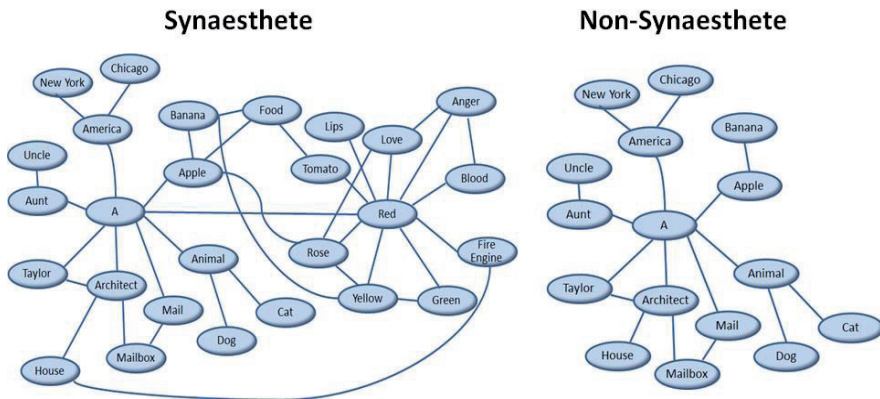 Synaesthete
Non-Synaesthete
New York
Chicago
America
Uncle
Aunt
A
Taylor
Architect
House
Mailbox
Mail
Animal
Dog
Cat
Banana
Food
Apple
Lips
Tomato
Love
Anger
Blood
Red
Rose
Fire
Engine
Yellow
Green
New York
Chicago
America
Banana
Uncle
Apple
Aunt
A
Taylor
Architect
Animal
Mail
Cat
House
Mailbox
Dog